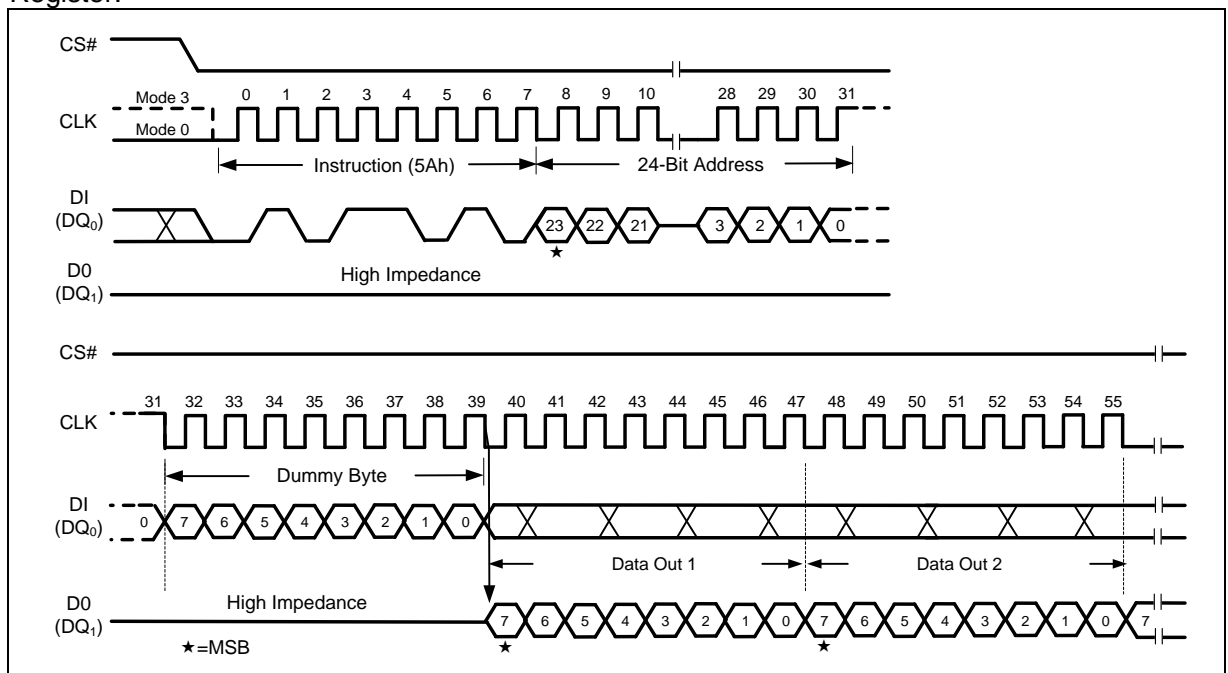 Register.
CS#
Mode 3 0 1 2 3 4 5 6 7 8 9 10 28 29 30 31
CLK
Mode 0
Instruction (5Ah) 24-Bit Address
DI
(DQ₀)
23 22 21 3 2 1 0
★
D0
(DQ₁)
High Impedance
CS#
31 32 33 34 35 36 37 38 39 40 41 42 43 44 45 46 47 48 49 50 51 52 53 54 55
CLK
Dummy Byte
DI
(DQ₀)
0 7 6 5 4 3 2 1 0
Data Out 1 Data Out 2
D0
(DQ₁)
High Impedance
7 6 5 4 3 2 1 0 7 6 5 4 3 2 1 0 7
★ ★
★=MSB